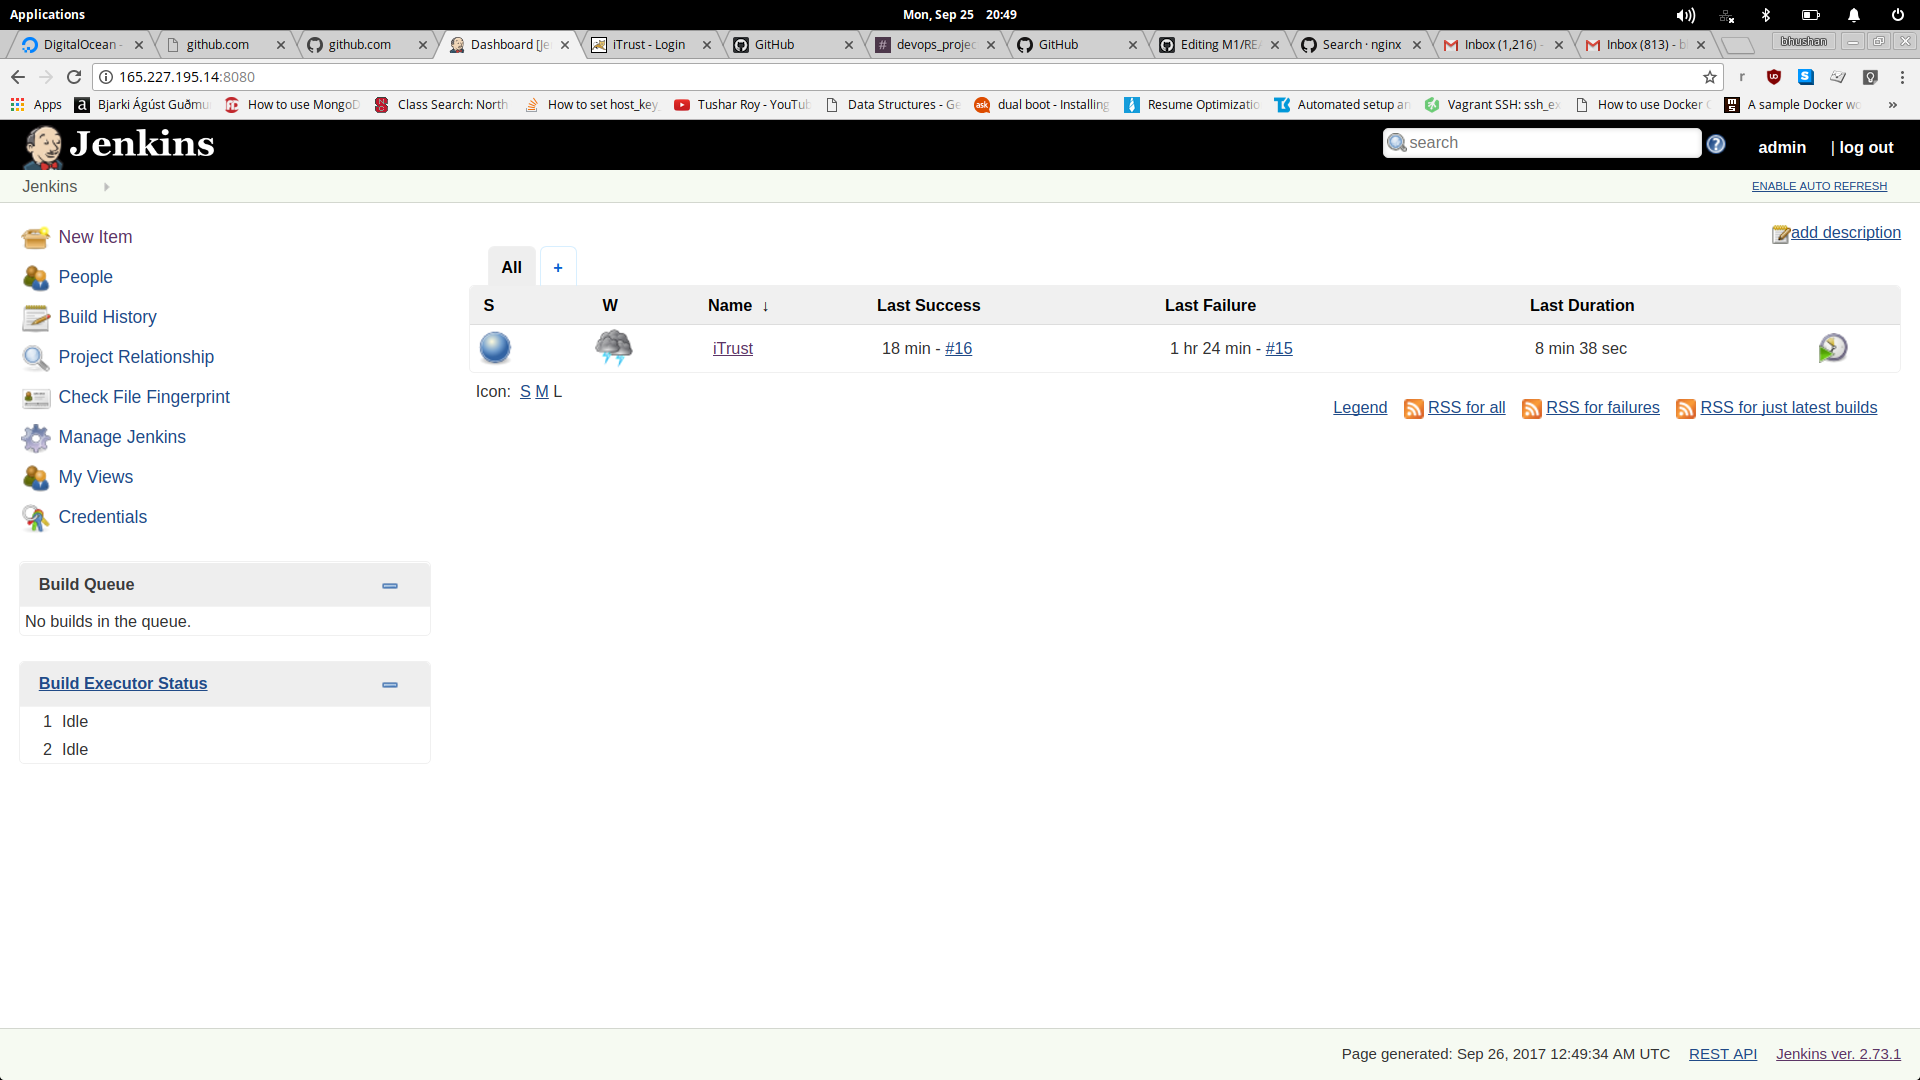 Applications
Mon, Sep 25 20:49
DigitalOcean -
github.com
github.com
Dashboard [Je
iTrust - Login
GitHub
devops_projec
GitHub
Editing M1/REA
Search · nginx
Inbox (1,216) -
Inbox (813) - b
bhushan
165.227.195.14:8080
Apps
Bjarki Ágúst Guðmu
How to use MongoD
Class Search: North
How to set host_key
Tushar Roy - YouTub
Data Structures - Ge
dual boot - Installing
Resume Optimizatio
Automated setup an
Vagrant SSH: ssh_ex
How to use Docker C
A sample Docker wo
»
Jenkins
search
admin
| log out
Jenkins
ENABLE AUTO REFRESH
New Item
People
Build History
Project Relationship
Check File Fingerprint
Manage Jenkins
My Views
Credentials
Build Queue
No builds in the queue.
Build Executor Status
1 Idle
2 Idle
add description
All
+
S W Name ↓ Last Success Last Failure Last Duration
iTrust 18 min - #16 1 hr 24 min - #15 8 min 38 sec
Icon: S M L
Legend RSS for all RSS for failures RSS for just latest builds
Page generated: Sep 26, 2017 12:49:34 AM UTC REST API Jenkins ver. 2.73.1